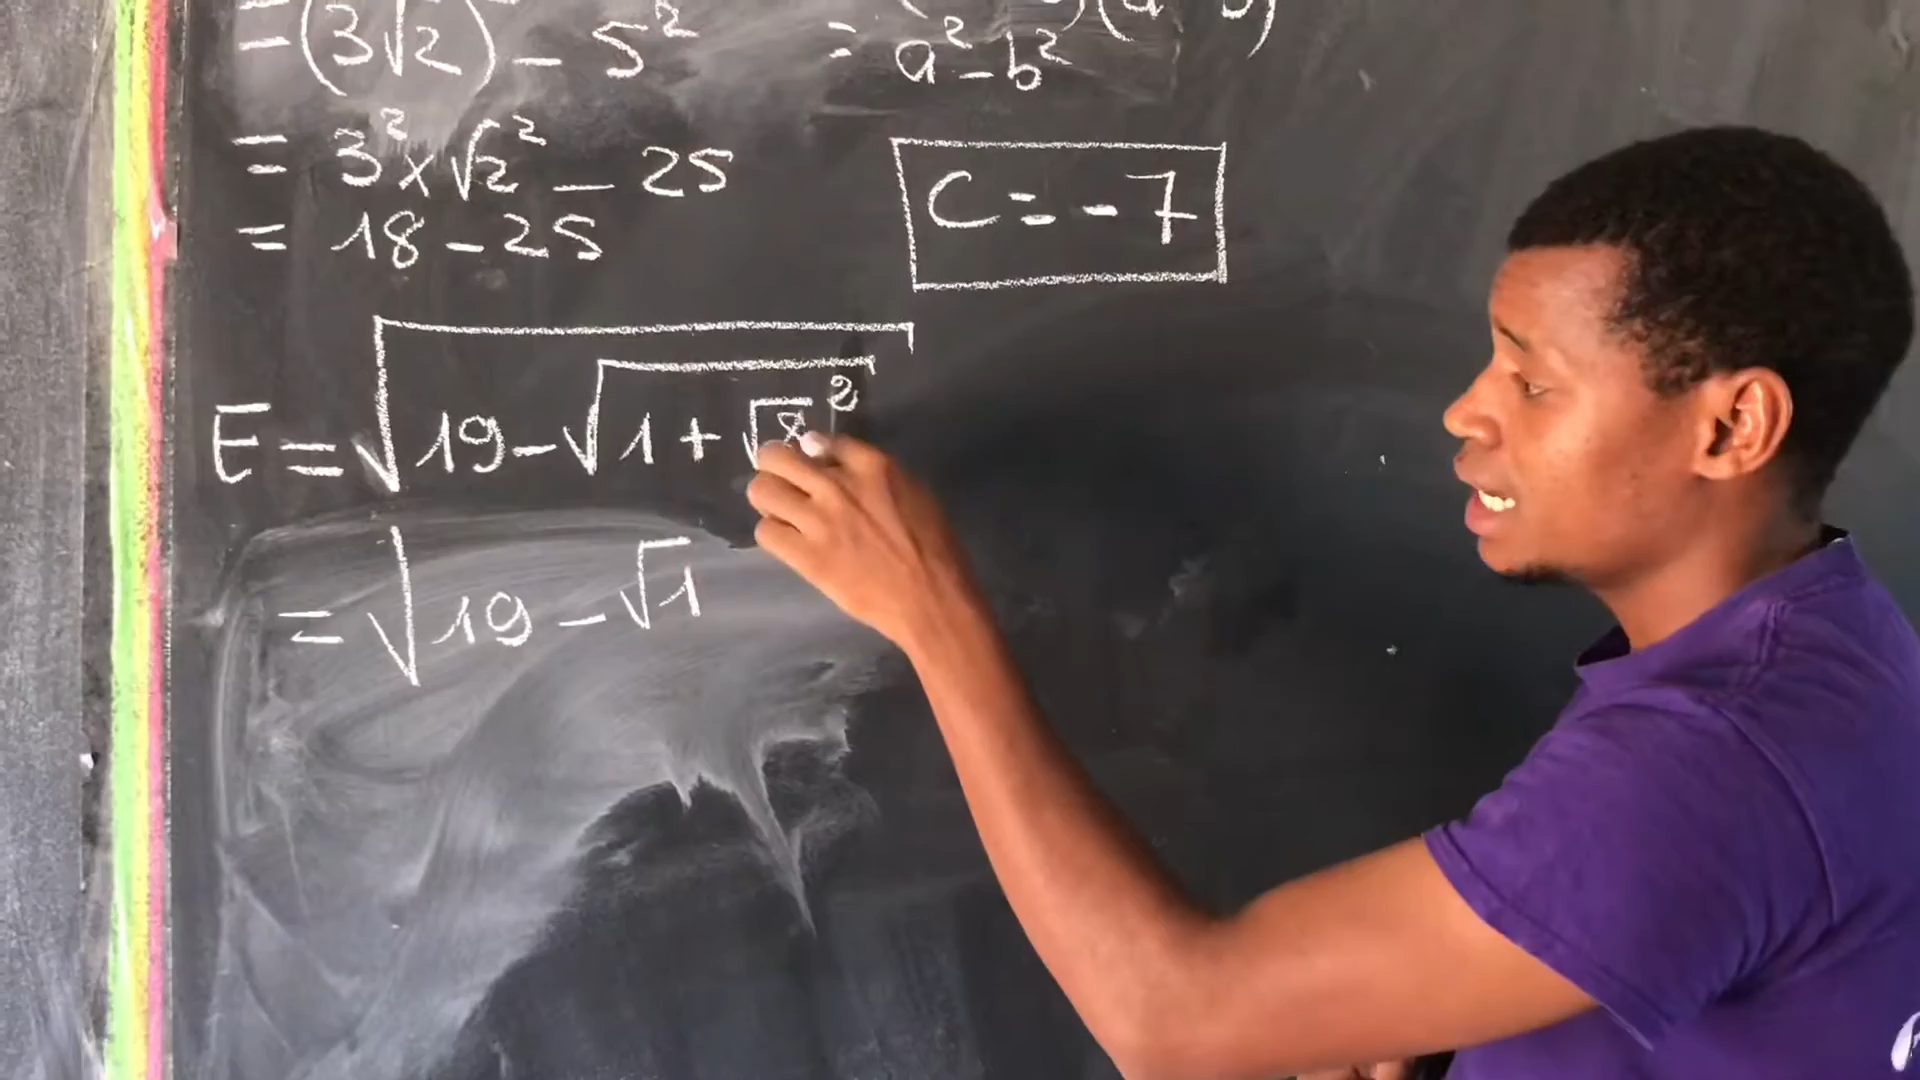 = (3√2)² - 5²
= a² - b²
= 3² × √2² - 25
= 18 - 25
C = -7
E = √(19 - √(1 + √8²))
= √19 - √1